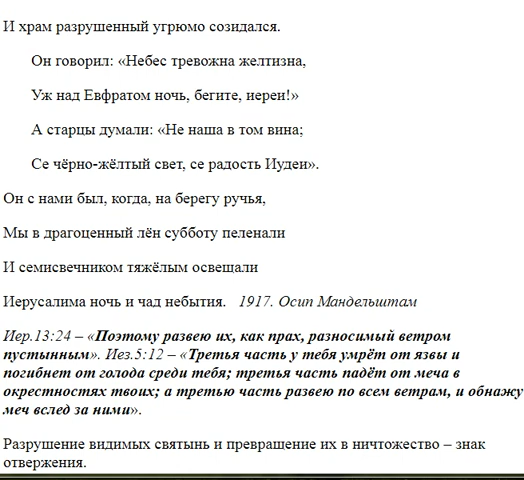 И храм разрушенный угрюмо созидался.
Он говорил: «Небес тревожна желтизна,
Уж над Евфратом ночь, бегите, иереи!»
А старцы думали: «Не наша в том вина;
Се чёрно-жёлтый свет, се радость Иудеи».
Он с нами был, когда, на берегу ручья,
Мы в драгоценный лён субботу пеленали
И семисвечником тяжёлым освещали
Иерусалима ночь и чад небытия. 1917. Осип Мандельштам
Иер.13:24 – «Поэтому развею их, как прах, разносимый ветром
пустынным». Иез.5:12 – «Третья часть у тебя умрёт от язвы и
погибнет от голода среди тебя; третья часть падёт от меча в
окрестностях твоих; а третью часть развею по всем ветрам, и обнажу
меч вслед за ними».
Разрушение видимых святынь и превращение их в ничтожество – знак
отвержения.